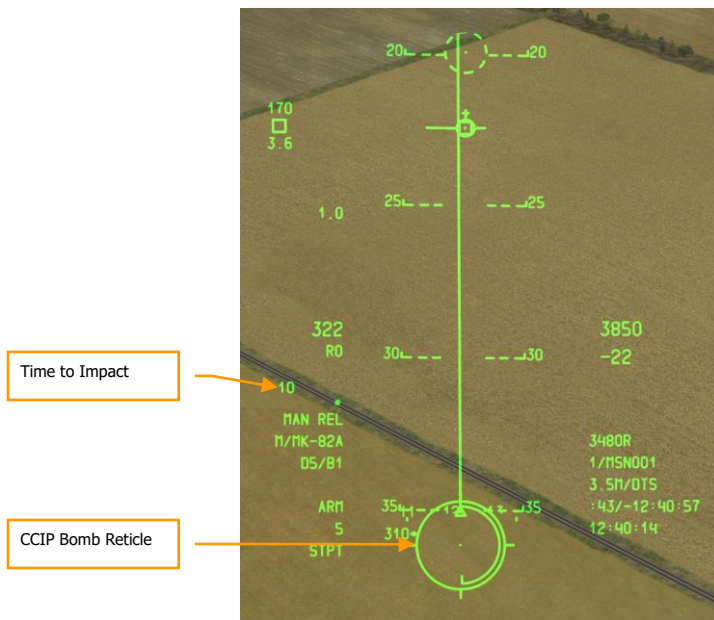 20 20
170
3.6
25 25
1.0
322 3850
R0 -22
30 30
Time to Impact
10
MAN REL
M/MK-82A 3480R
D5/B1 1/MSN001
3.5M/DTS
ARM 35 35 :43/-12:40:57
5 310 12:40:14
CCIP Bomb Reticle
STPT